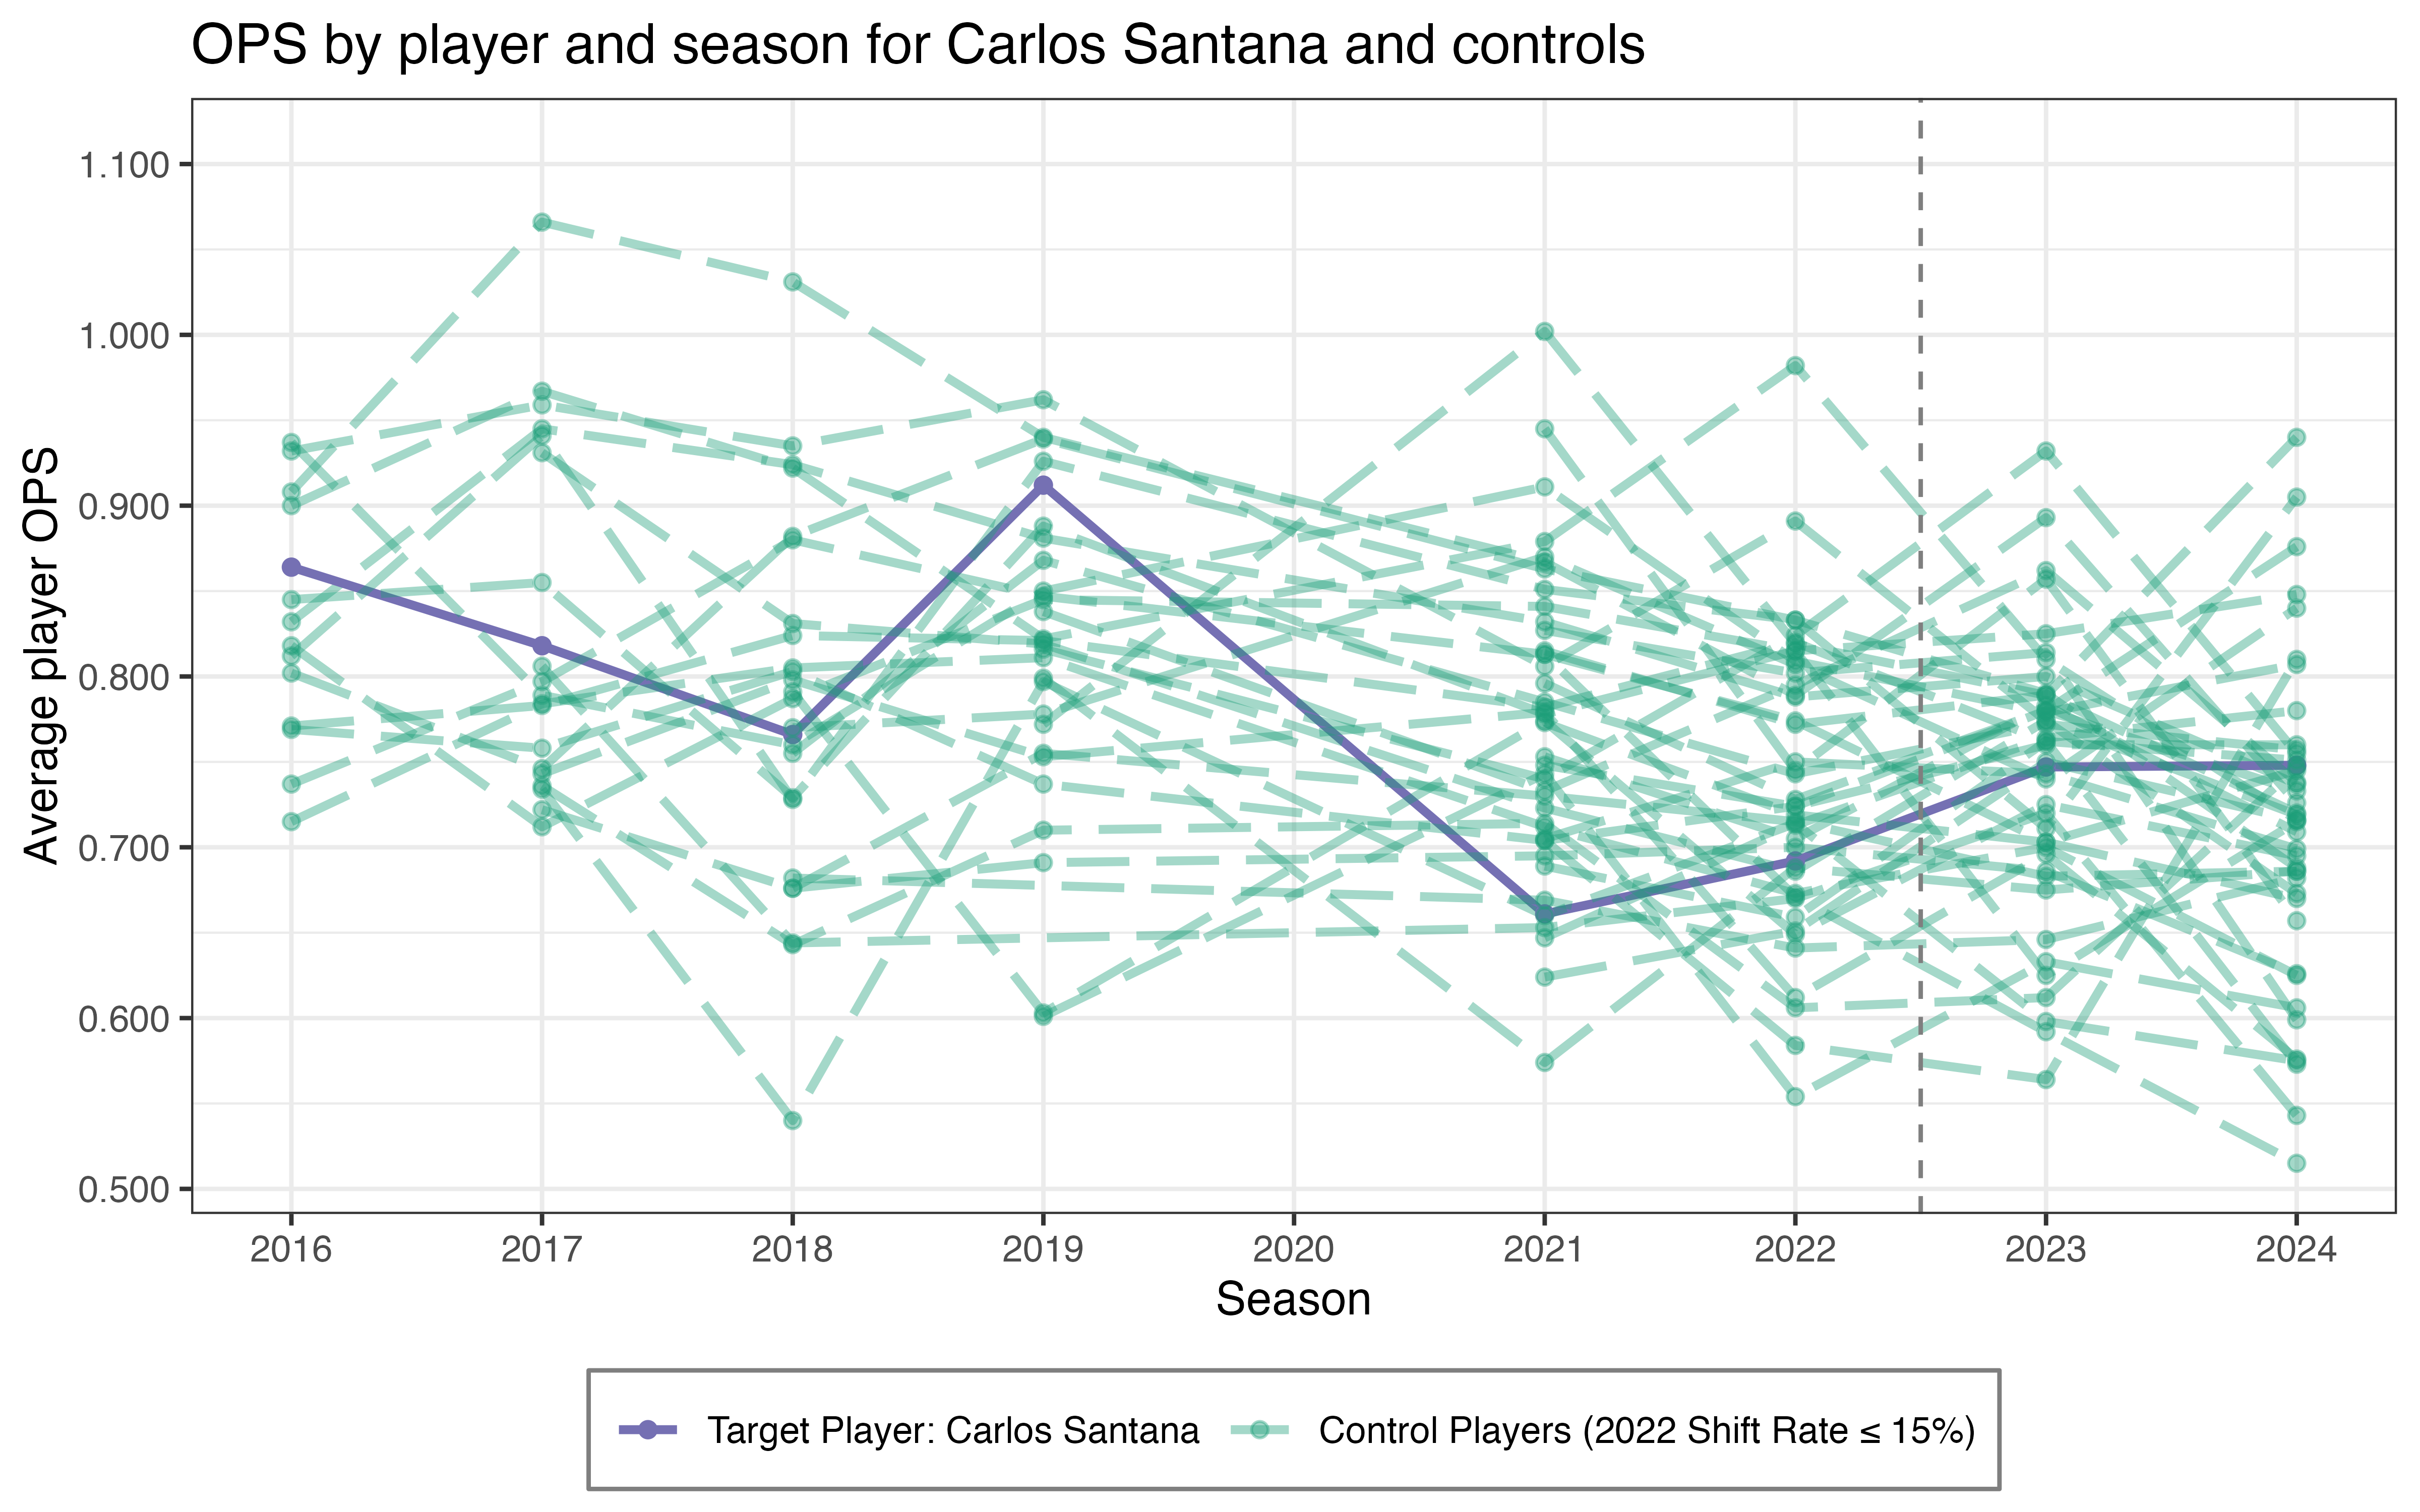 OPS by player and season for Carlos Santana and controls
Average player OPS
1.100
1.000
0.900
0.800
0.700
0.600
0.500
2016 2017 2018 2019 2020 2021 2022 2023 2024
Season
Target Player: Carlos Santana Control Players (2022 Shift Rate ≤ 15%)